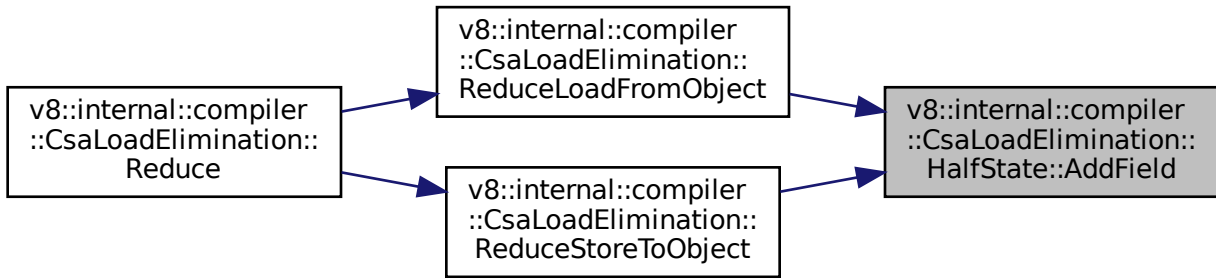 v8::internal::compiler
::CsaLoadElimination::
Reduce
v8::internal::compiler
::CsaLoadElimination::
ReduceLoadFromObject
v8::internal::compiler
::CsaLoadElimination::
ReduceStoreToObject
v8::internal::compiler
::CsaLoadElimination::
HalfState::AddField